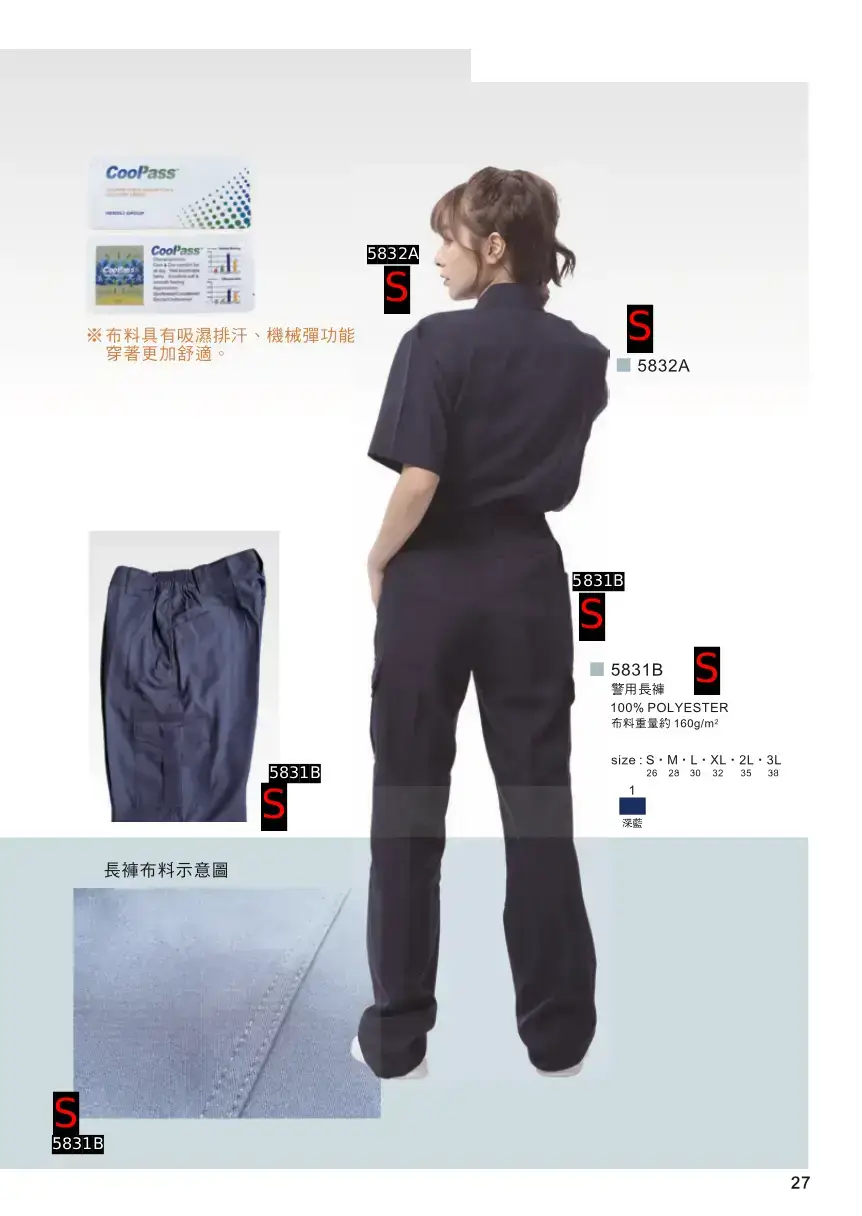 CooPass
HERDLI GROUP
CooPass
※布料具有吸濕排汗、機械彈功能
穿著更加舒適。
5832A
S
S
5832A
5831B
S
5831B
S
警用長褲
100% POLYESTER
布料重量約 160g/m²
size : S・M・L・XL・2L・3L
26 28 30 32 35 38
1
深藍
5831B
S
長褲布料示意圖
S
5831B
27